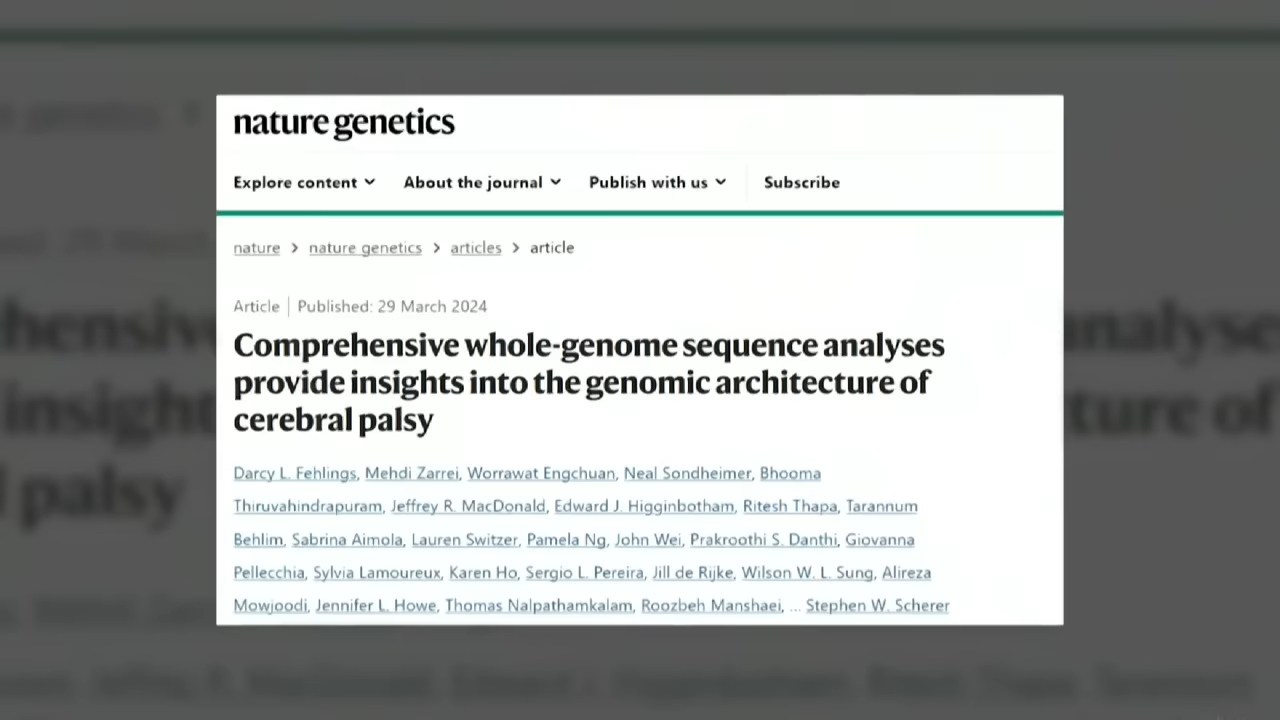 nature genetics
Explore content About the journal Publish with us Subscribe
nature > nature genetics > articles > article
Article | Published: 29 March 2024
Comprehensive whole-genome sequence analyses
provide insights into the genomic architecture of
cerebral palsy
Darcy L. Fehlings, Mehdi Zarrei, Worrawat Engchuan, Neal Sondheimer, Bhooma
Thiruvahindrapuram, Jeffrey R. MacDonald, Edward J. Higginbotham, Ritesh Thapa, Tarannum
Behlim, Sabrina Aimola, Lauren Switzer, Pamela Ng, John Wei, Prakroothi S. Danthi, Giovanna
Pellecchia, Sylvia Lamoureux, Karen Ho, Sergio L. Pereira, Jill de Rijke, Wilson W. L. Sung, Alireza
Mowjoodi, Jennifer L. Howe, Thomas Nalpathamkalam, Roozbeh Manshaei, ... Stephen W. Scherer